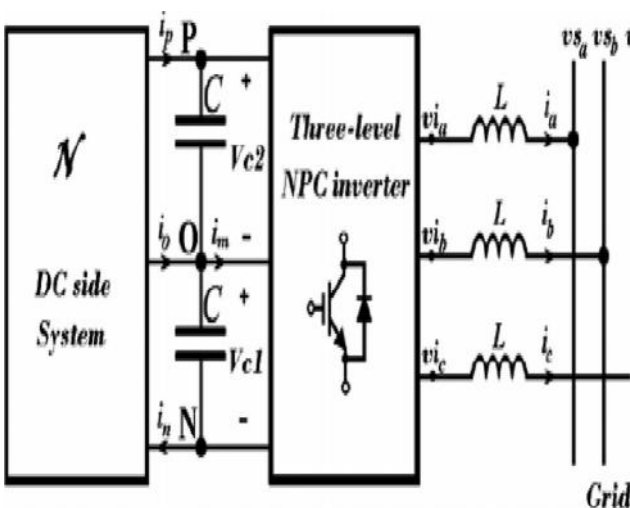 i_p P
vs_a vs_b v
C +
Vc2
Three-level
NPC inverter
vi_a L i_a
N
i_o O i_m -
vi_b L i_b
DC side
System
C +
Vc1
vi_c L i_c
i_n N -
Grid